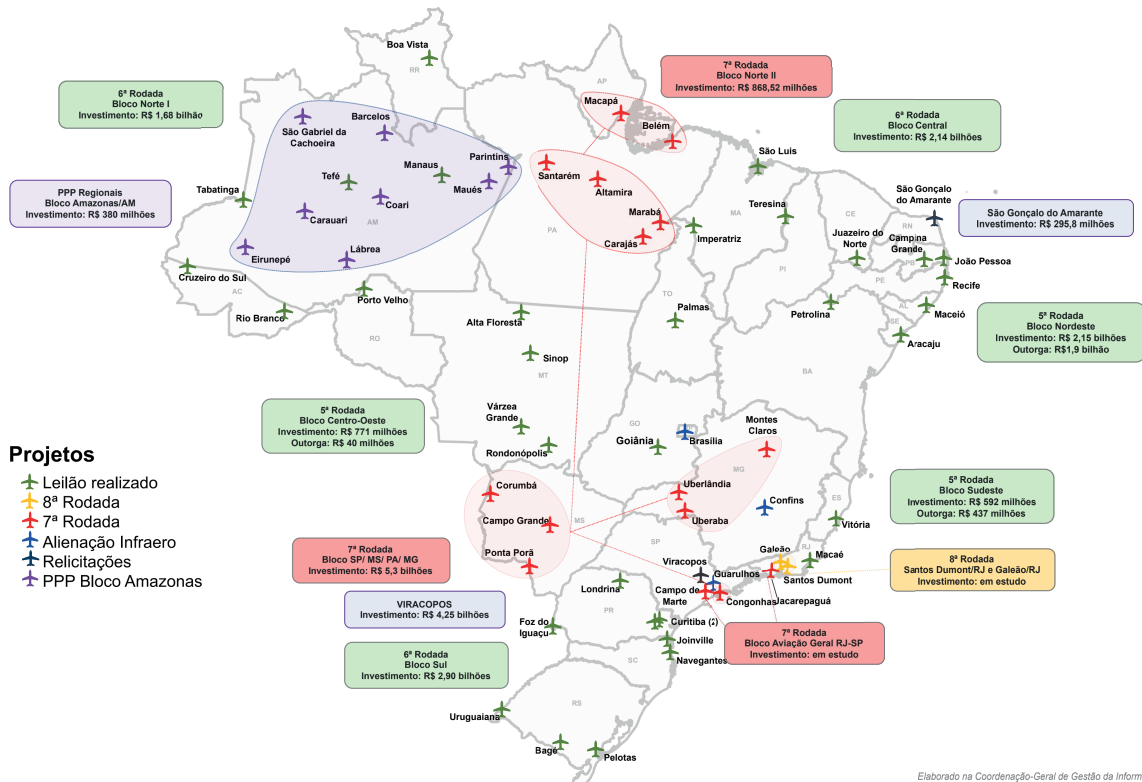 Boa Vista
RR
AP
7ª Rodada
Bloco Norte II
Investimento: R$ 868,52 milhões
6ª Rodada
Bloco Norte I
Investimento: R$ 1,68 bilhão
Macapá
Belém
6ª Rodada
Bloco Central
Investimento: R$ 2,14 bilhões
Barcelos
São Gabriel da
Cachoeira
Manaus
Parintins
Tefé
Maués
Coari
Carauari
AM
Eirunepé
Lábrea
PPP Regionais
Bloco Amazonas/AM
Investimento: R$ 380 milhões
Tabatinga
Santarém
Altamira
Marabá
Carajás
PA
São Luis
Teresina
MA
Imperatriz
CE
Juazeiro do
Norte
São Gonçalo
do Amarante
RN
Campina
Grande
PB
São Gonçalo do Amarante
Investimento: R$ 295,8 milhões
João Pessoa
Recife
PE
PI
Cruzeiro do Sul
AC
Rio Branco
Porto Velho
RO
Alta Floresta
Sinop
MT
TO
Palmas
Petrolina
AL
Maceió
SE
Aracaju
BA
5ª Rodada
Bloco Nordeste
Investimento: R$ 2,15 bilhões
Outorga: R$1,9 bilhão
5ª Rodada
Bloco Centro-Oeste
Investimento: R$ 771 milhões
Outorga: R$ 40 milhões
Várzea
Grande
Rondonópolis
GO
Goiânia
Brasília
Montes
Claros
MG
Uberlândia
Uberaba
Confins
ES
Vitória
5ª Rodada
Bloco Sudeste
Investimento: R$ 592 milhões
Outorga: R$ 437 milhões
Projetos
Leilão realizado
8ª Rodada
7ª Rodada
Alienação Infraero
Relicitações
PPP Bloco Amazonas
Corumbá
Campo Grande
MS
Ponta Porã
7ª Rodada
Bloco SP/ MS/ PA/ MG
Investimento: R$ 5,3 bilhões
SP
Viracopos
Guarulhos
Campo de
Marte
Congonhas
Jacarepaguá
Galeão
RJ
Macaé
Santos Dumont
8ª Rodada
Santos Dumont/RJ e Galeão/RJ
Investimento: em estudo
VIRACOPOS
Investimento: R$ 4,25 bilhões
Londrina
PR
Foz do
Iguaçu
Curitiba (2)
Joinville
Navegantes
SC
7ª Rodada
Bloco Aviação Geral RJ-SP
Investimento: em estudo
6ª Rodada
Bloco Sul
Investimento: R$ 2,90 bilhões
RS
Uruguaiana
Bagé
Pelotas
Elaborado na Coordenação-Geral de Gestão da Inform